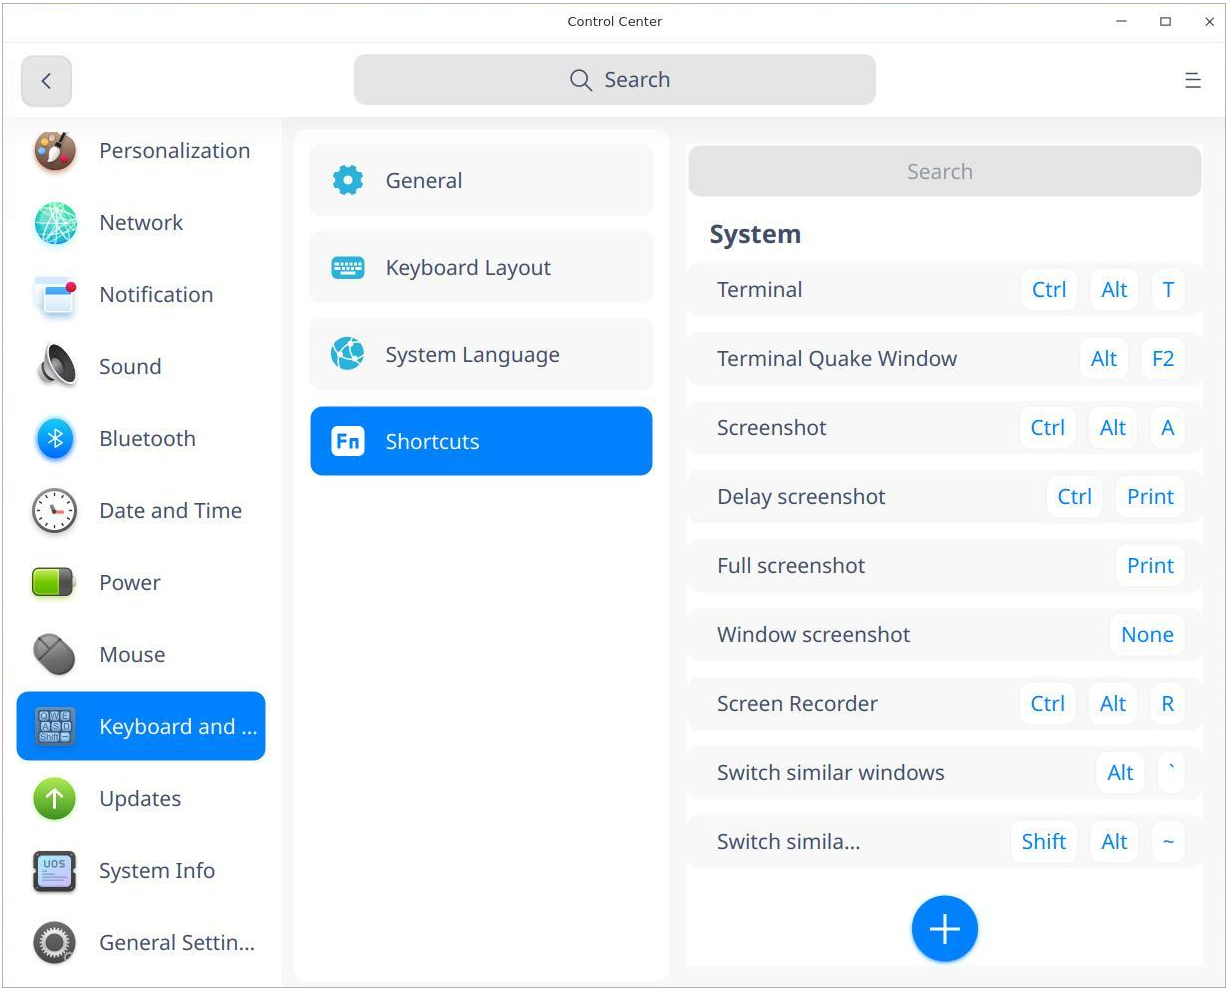 Control Center
Search
Personalization
Network
Notification
Sound
Bluetooth
Date and Time
Power
Mouse
Keyboard and ...
Updates
UOS
System Info
General Settin...
General
Keyboard Layout
System Language
Fn Shortcuts
Search
System
Terminal Ctrl Alt T
Terminal Quake Window Alt F2
Screenshot Ctrl Alt A
Delay screenshot Ctrl Print
Full screenshot Print
Window screenshot None
Screen Recorder Ctrl Alt R
Switch similar windows Alt `
Switch simila... Shift Alt ~